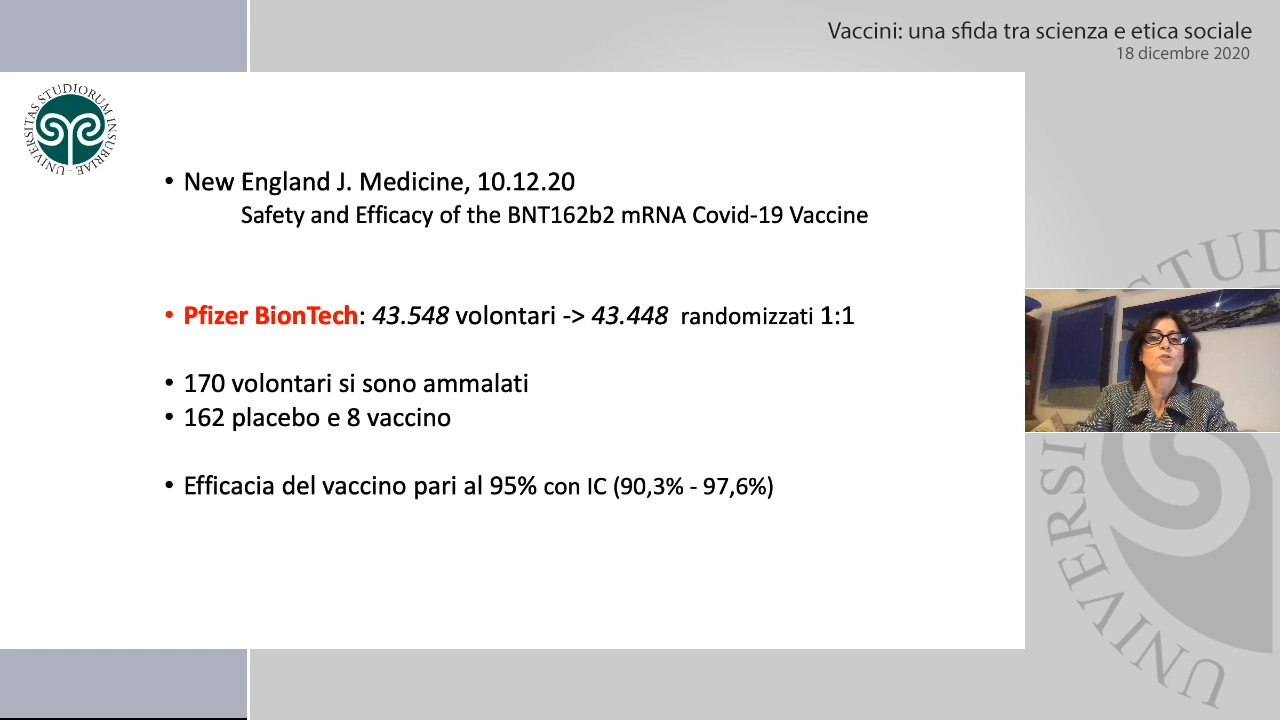 Vaccini: una sfida tra scienza e etica sociale
18 dicembre 2020
UNIVERSITAS STUDIORUM INSUBRIAE
• New England J. Medicine, 10.12.20
Safety and Efficacy of the BNT162b2 mRNA Covid-19 Vaccine
• Pfizer BionTech: 43.548 volontari -> 43.448 randomizzati 1:1
• 170 volontari si sono ammalati
• 162 placebo e 8 vaccino
• Efficacia del vaccino pari al 95% con IC (90,3% - 97,6%)
UNIVERSI STUD